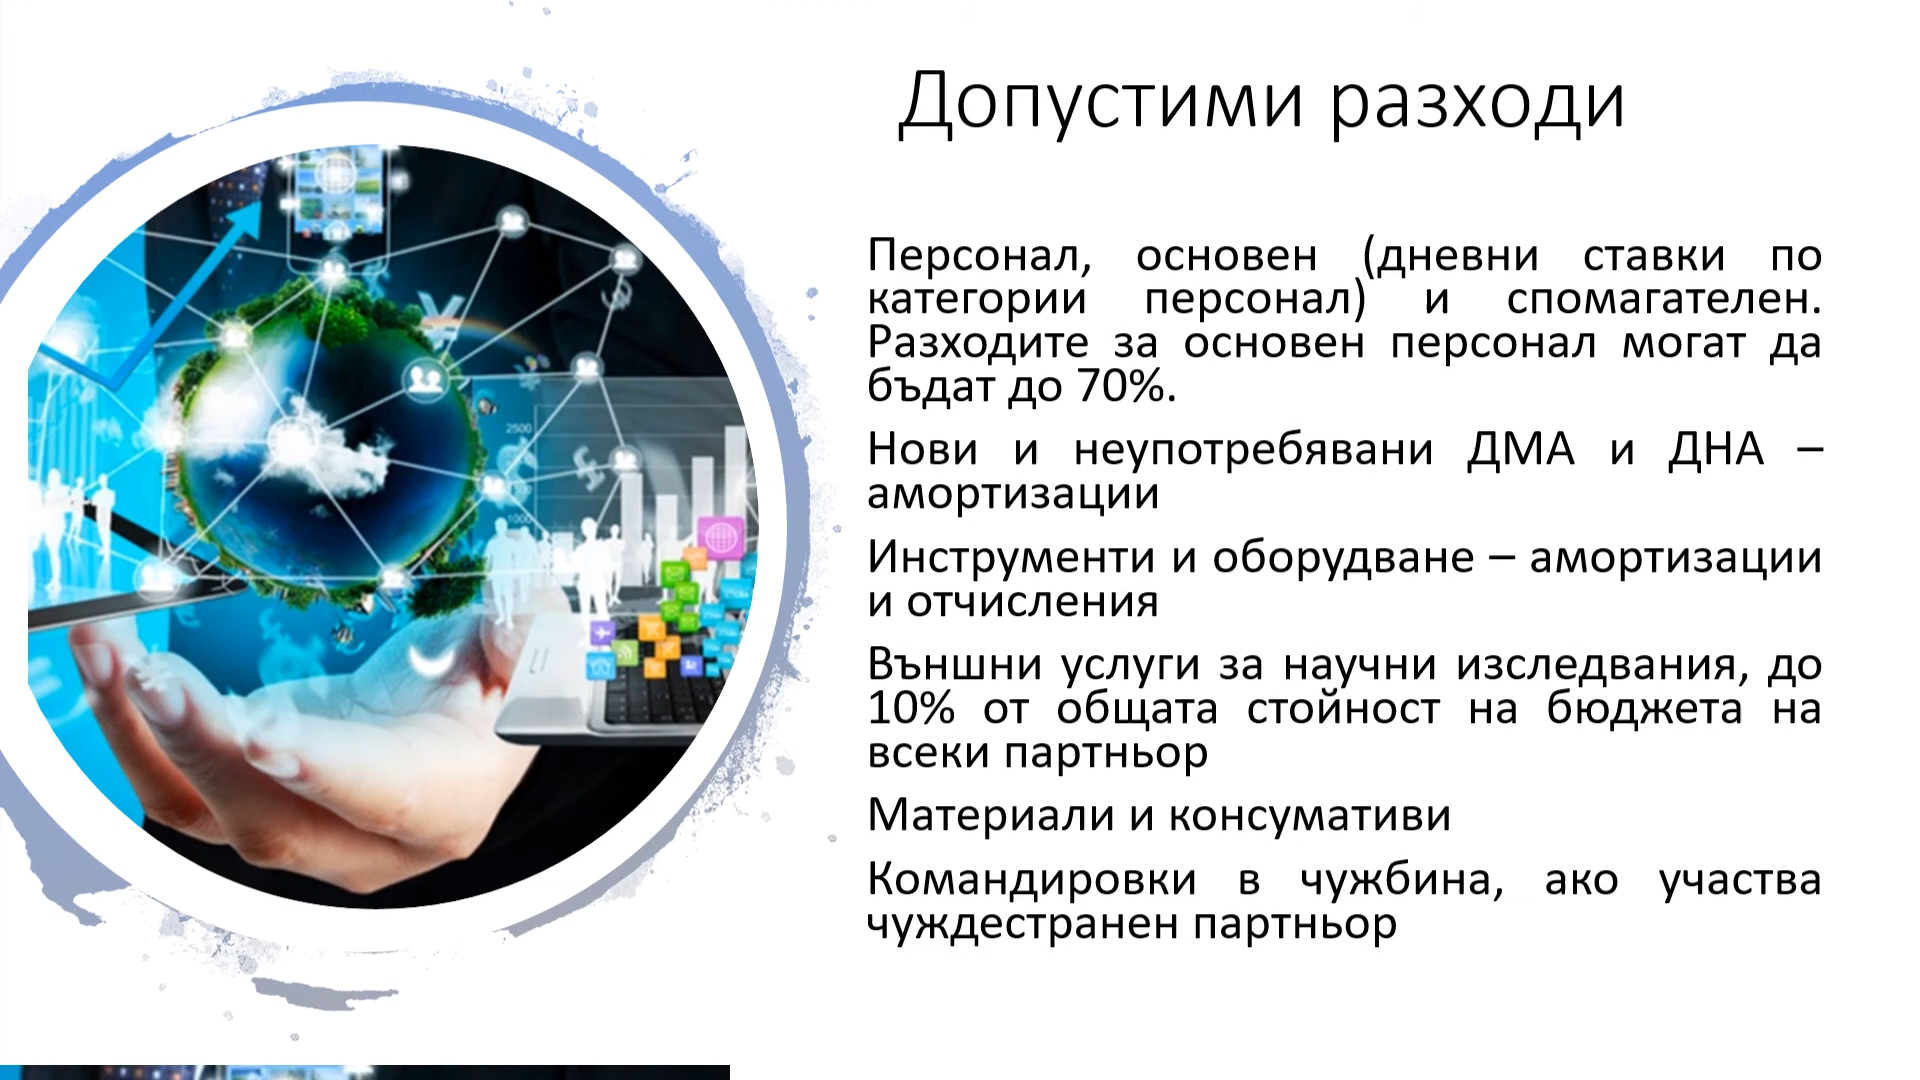 Допустими разходи
Персонал, основен (дневни ставки по
категории персонал) и спомагателен.
Разходите за основен персонал могат да
бъдат до 70%.
Нови и неупотребявани ДМА и ДНА –
амортизации
Инструменти и оборудване – амортизации
и отчисления
Външни услуги за научни изследвания, до
10% от общата стойност на бюджета на
всеки партньор
Материали и консумативи
Командировки в чужбина, ако участва
чуждестранен партньор
2500
1000